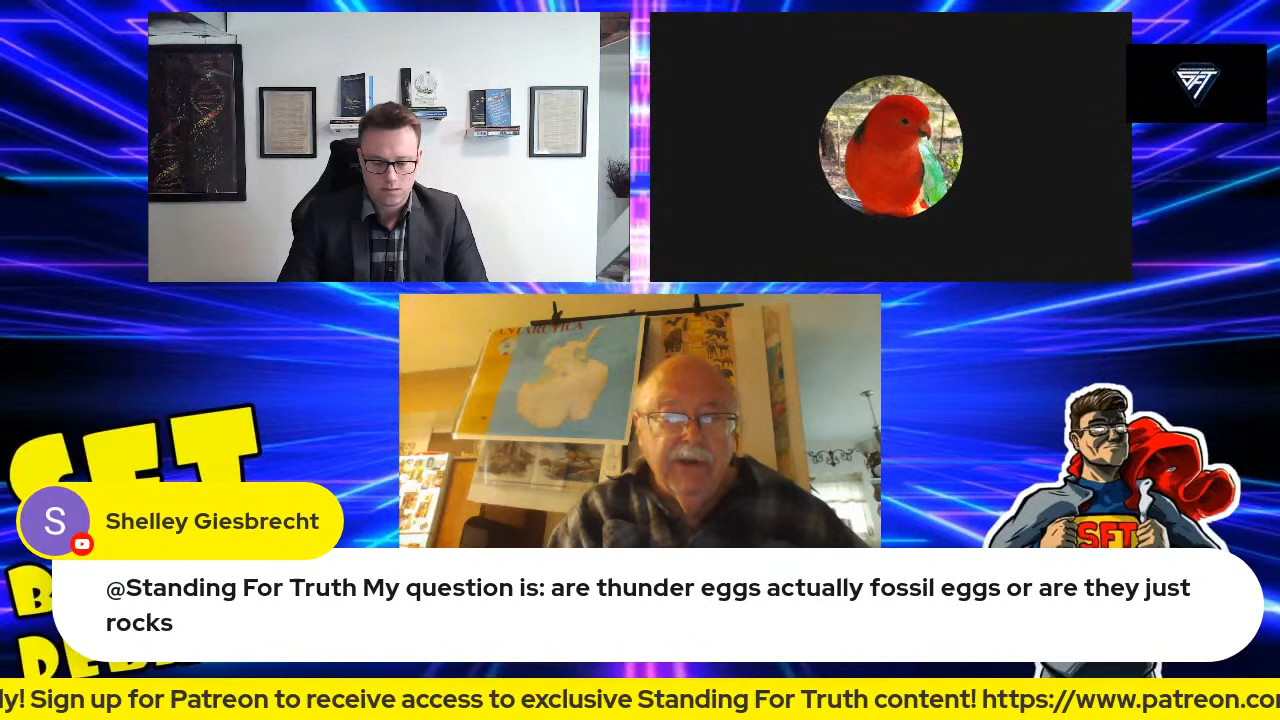 SFT
ANTARCTICA
SFT
SFT
S
Shelley Giesbrecht
@Standing For Truth My question is: are thunder eggs actually fossil eggs or are they just
rocks
ly! Sign up for Patreon to receive access to exclusive Standing For Truth content! https://www.patreon.co